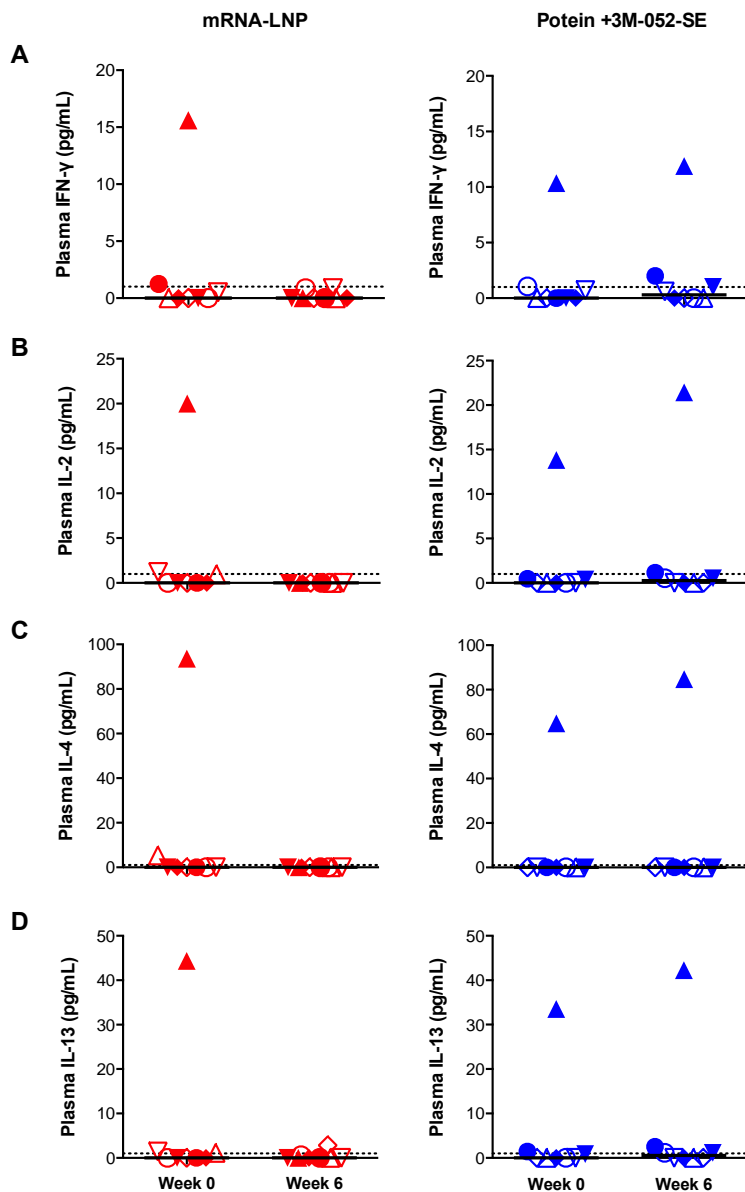 mRNA-LNP
Potein +3M-052-SE
A
Plasma IFN-γ (pg/mL)
20
15
10
5
0
Plasma IFN-γ (pg/mL)
20
15
10
5
0
B
Plasma IL-2 (pg/mL)
25
20
15
10
5
0
Plasma IL-2 (pg/mL)
25
20
15
10
5
0
C
Plasma IL-4 (pg/mL)
100
80
60
40
20
0
Plasma IL-4 (pg/mL)
100
80
60
40
20
0
D
Plasma IL-13 (pg/mL)
50
40
30
20
10
0
Week 0
Week 6
Plasma IL-13 (pg/mL)
50
40
30
20
10
0
Week 0
Week 6